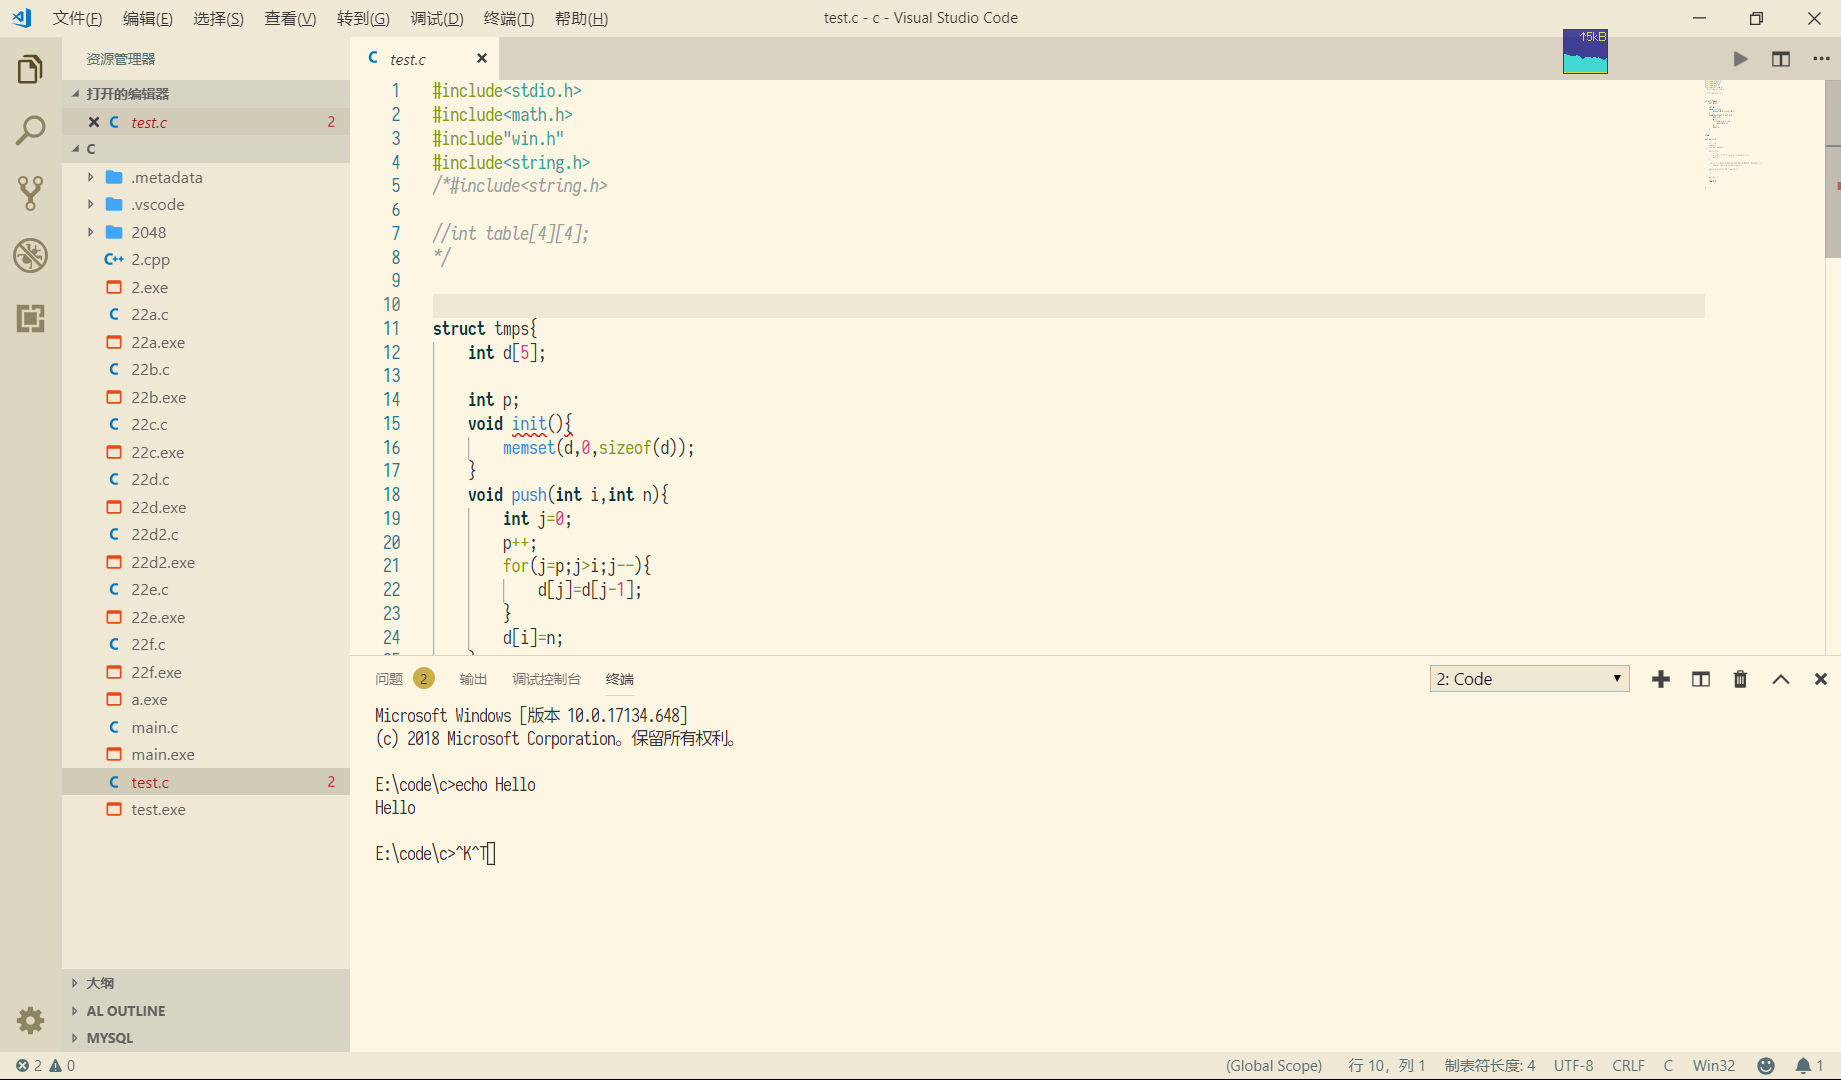 文件(F) 编辑(E) 选择(S) 查看(V) 转到(G) 调试(D) 终端(T) 帮助(H)
test.c - c - Visual Studio Code
↑5kB
资源管理器
打开的编辑器
C test.c 2
C
.metadata
.vscode
2048
C++ 2.cpp
2.exe
C 22a.c
22a.exe
C 22b.c
22b.exe
C 22c.c
22c.exe
C 22d.c
22d.exe
C 22d2.c
22d2.exe
C 22e.c
22e.exe
C 22f.c
22f.exe
a.exe
C main.c
main.exe
C test.c 2
test.exe
大纲
AL OUTLINE
MYSQL
C test.c
1 #include<stdio.h>
2 #include<math.h>
3 #include"win.h"
4 #include<string.h>
5 /*#include<string.h>
6
7 //int table[4][4];
8 */
9
10
11 struct tmps{
12 int d[5];
13
14 int p;
15 void init(){
16 memset(d,0,sizeof(d));
17 }
18 void push(int i,int n){
19 int j=0;
20 p++;
21 for(j=p;j>i;j--){
22 d[j]=d[j-1];
23 }
24 d[i]=n;
问题 2 输出 调试控制台 终端
2: Code
Microsoft Windows [版本 10.0.17134.648]
(c) 2018 Microsoft Corporation。保留所有权利。
E:\code\c>echo Hello
Hello
E:\code\c>^K^T
2 0
(Global Scope) 行 10，列 1 制表符长度: 4 UTF-8 CRLF C Win32 1